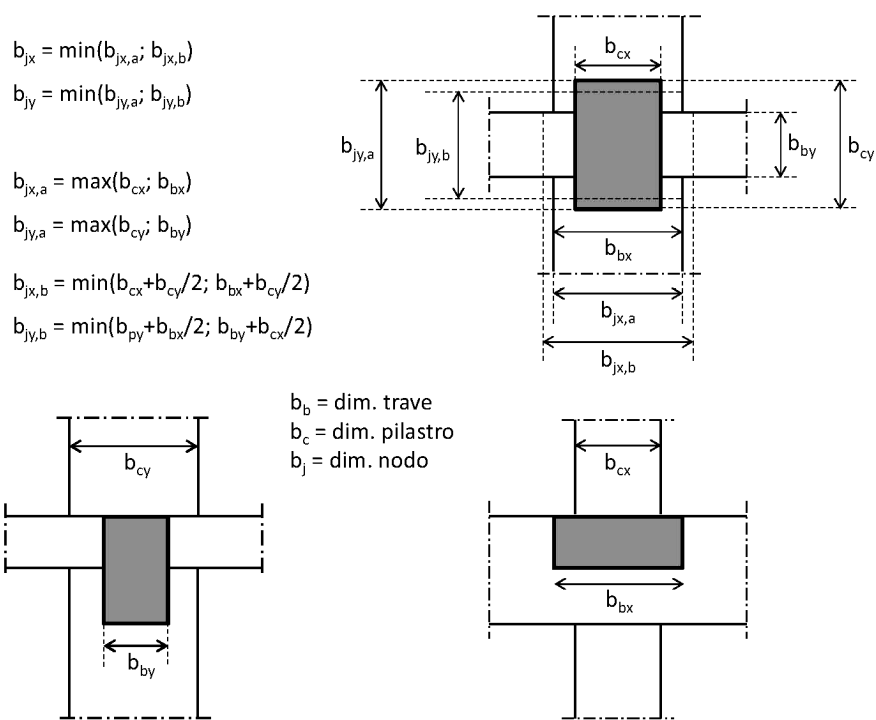 b_jx = min(b_jx,a; b_jx,b)
b_jy = min(b_jy,a; b_jy,b)
b_jx,a = max(b_cx; b_bx)
b_jy,a = max(b_cy; b_by)
b_jx,b = min(b_cx+b_cy/2; b_bx+b_cy/2)
b_jy,b = min(b_py+b_bx/2; b_by+b_cx/2)
b_cx
b_jy,a
b_jy,b
b_by
b_cy
b_bx
b_jx,a
b_jx,b
b_b = dim. trave
b_c = dim. pilastro
b_j = dim. nodo
b_cy
b_by
b_cx
b_bx